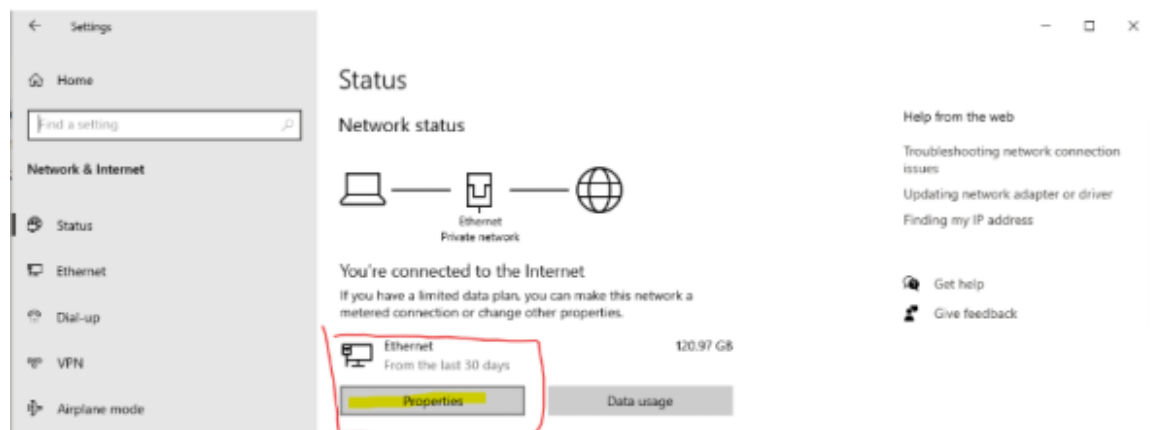 Settings
Home
Find a setting
Network & Internet
Status
Ethernet
Dial-up
VPN
Airplane mode
Status
Network status
Ethernet
Private network
You're connected to the Internet
If you have a limited data plan, you can make this network a
metered connection or change other properties.
Ethernet
From the last 30 days
120.97 GB
Properties
Data usage
Help from the web
Troubleshooting network connection
issues
Updating network adapter or driver
Finding my IP address
Get help
Give feedback